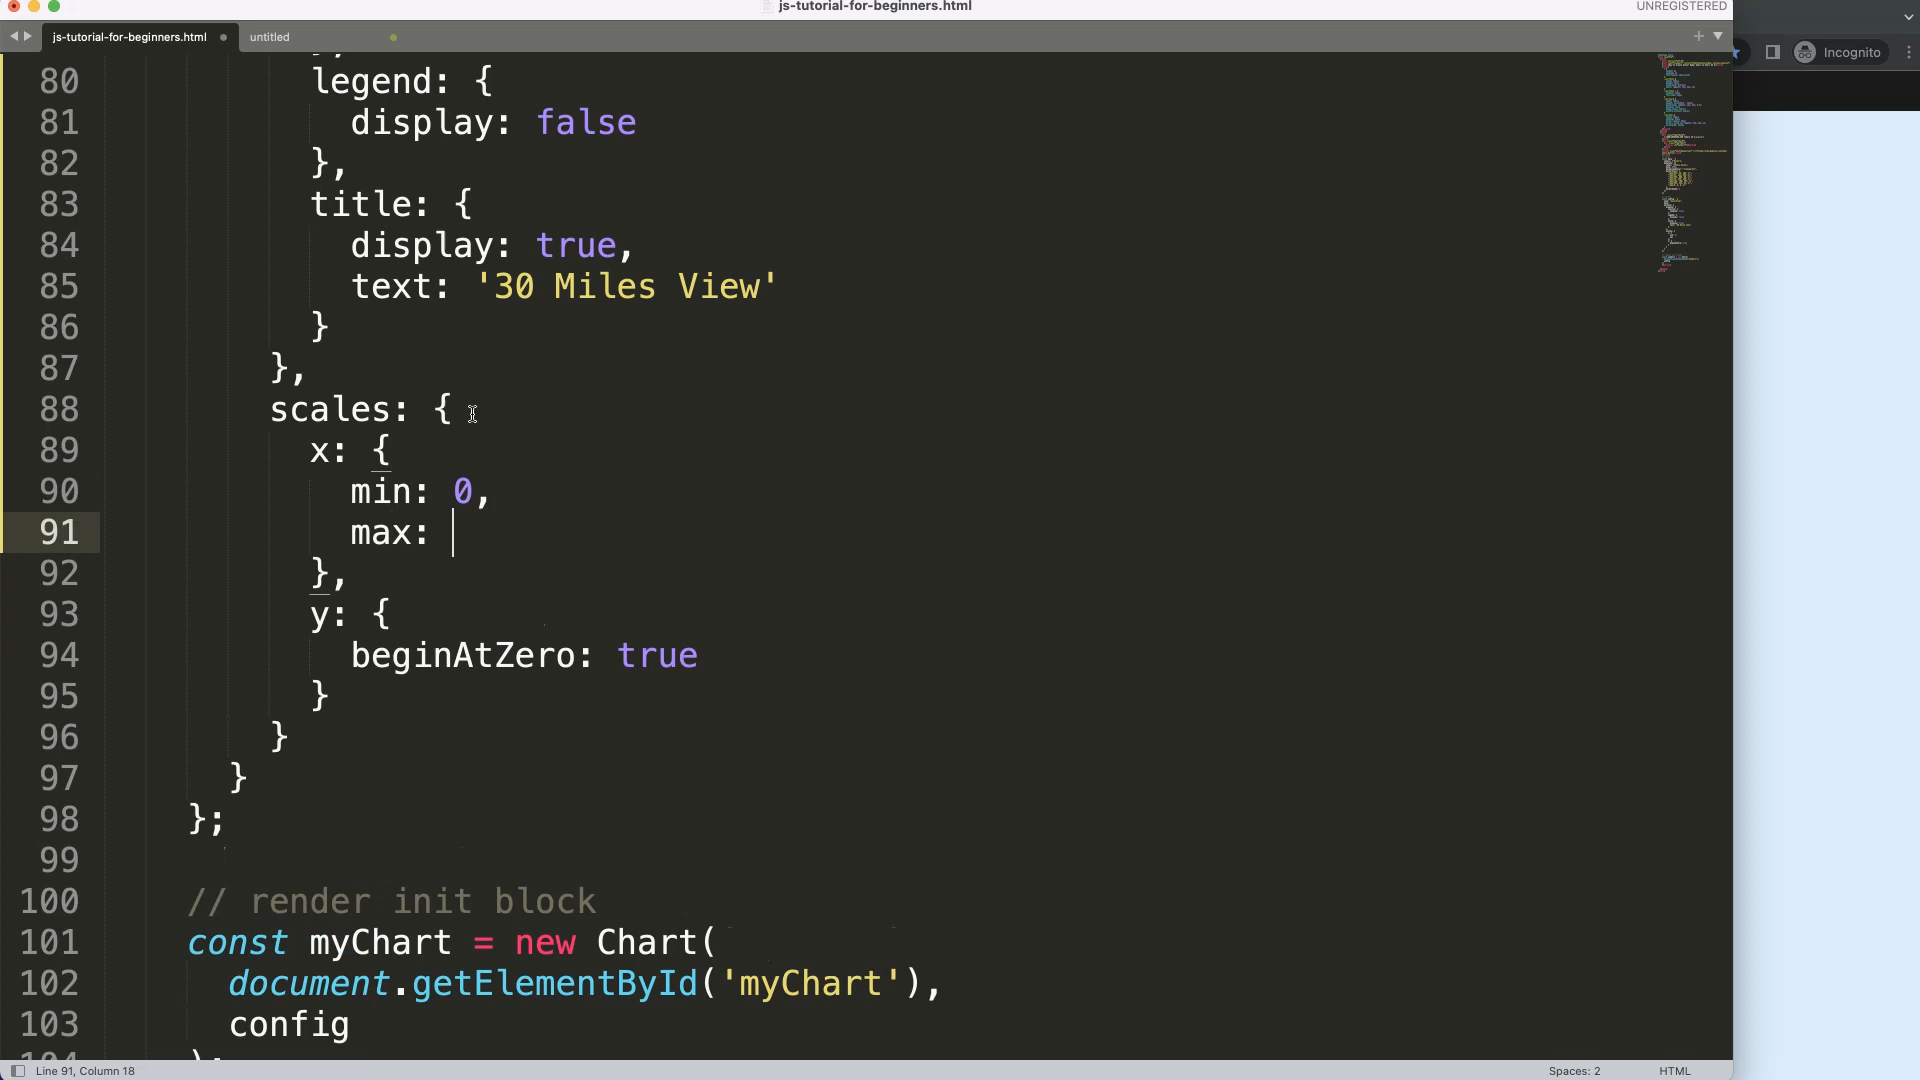 js-tutorial-for-beginners.html
UNREGISTERED
js-tutorial-for-beginners.html
untitled
Incognito
80 legend: {
81 display: false
82 },
83 title: {
84 display: true,
85 text: '30 Miles View'
86 }
87 },
88 scales: {
89 x: {
90 min: 0,
91 max:
92 },
93 y: {
94 beginAtZero: true
95 }
96 }
97 }
98 };
99
100 // render init block
101 const myChart = new Chart(
102 document.getElementById('myChart'),
103 config
Line 91, Column 18
Spaces: 2
HTML